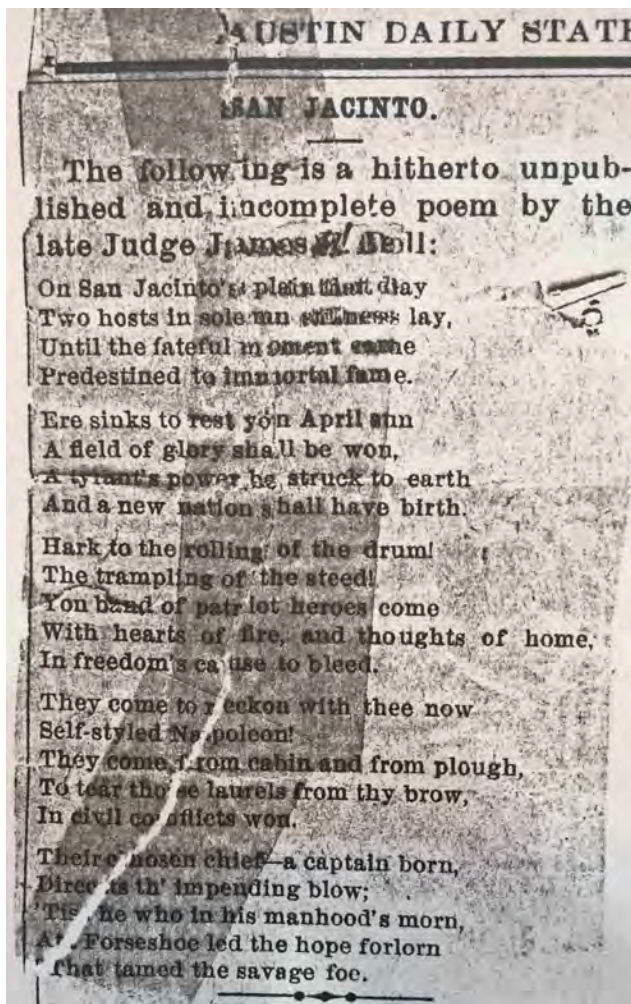 AUSTIN DAILY STATE
SAN JACINTO.
The following is a hitherto unpub-
lished and incomplete poem by the
late Judge James Bell:
On San Jacinto's plain that day
Two hosts in solemn stillness lay,
Until the fateful moment came
Predestined to immortal fame.
Ere sinks to rest yon April sun
A field of glory shall be won,
A tyrant's power be struck to earth
And a new nation shall have birth.
Hark to the rolling of the drum!
The trampling of the steed!
You band of patriot heroes come
With hearts of fire, and thoughts of home,
In freedom's cause to bleed.
They come to reckon with thee now
Self-styled Napoleon!
They come from cabin and from plough,
To tear those laurels from thy brow,
In civil conflicts won.
Their chosen chief—a captain born,
Directs th' impending blow;
'Tis he who in his manhood's morn,
At Forseshoe led the hope forlorn
That tamed the savage foe.